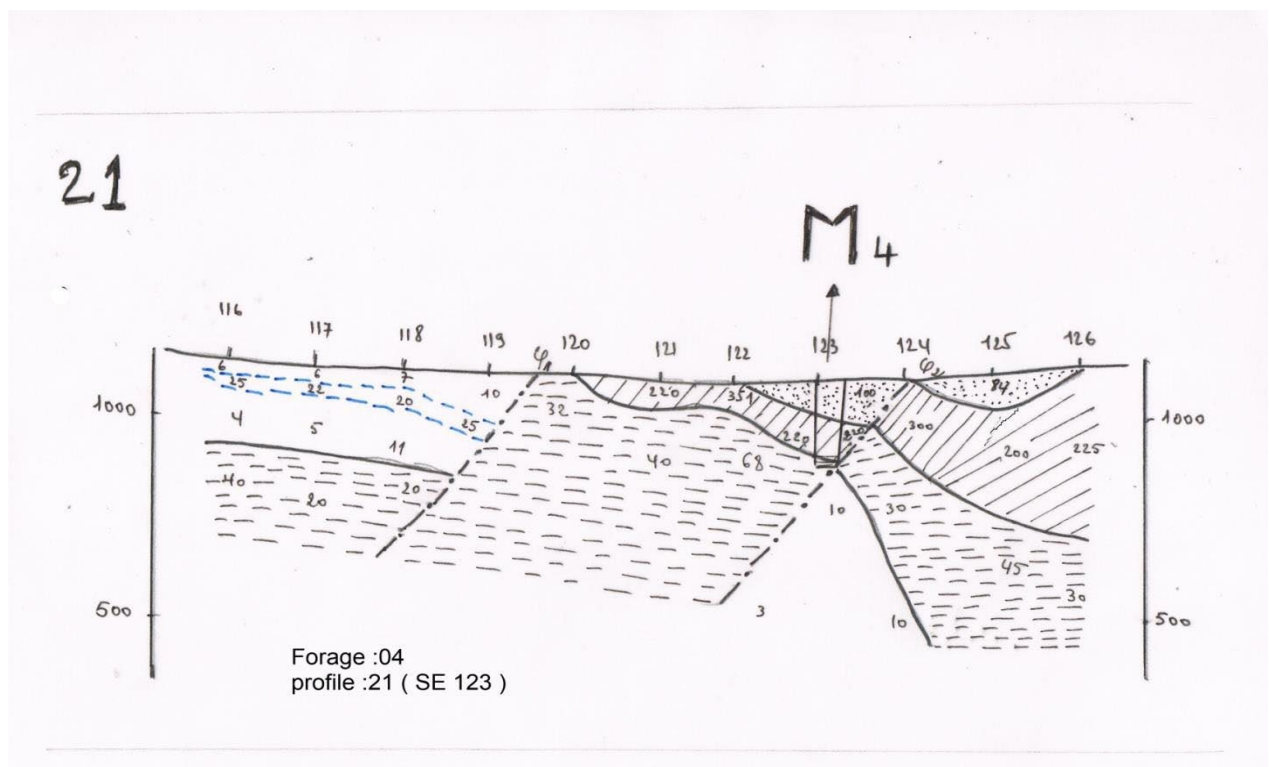 21
M4
116 117 118 119 φ1 120 121 122 123 124 φ2 125 126
6 6 7 10 220 351 100 84
25 22 20 25 32 220 220 300
1000 1000
4 5 11 40 68 200 225
40 20 20 10 30
45
30
500 3 10 500
Forage :04
profile :21 ( SE 123 )